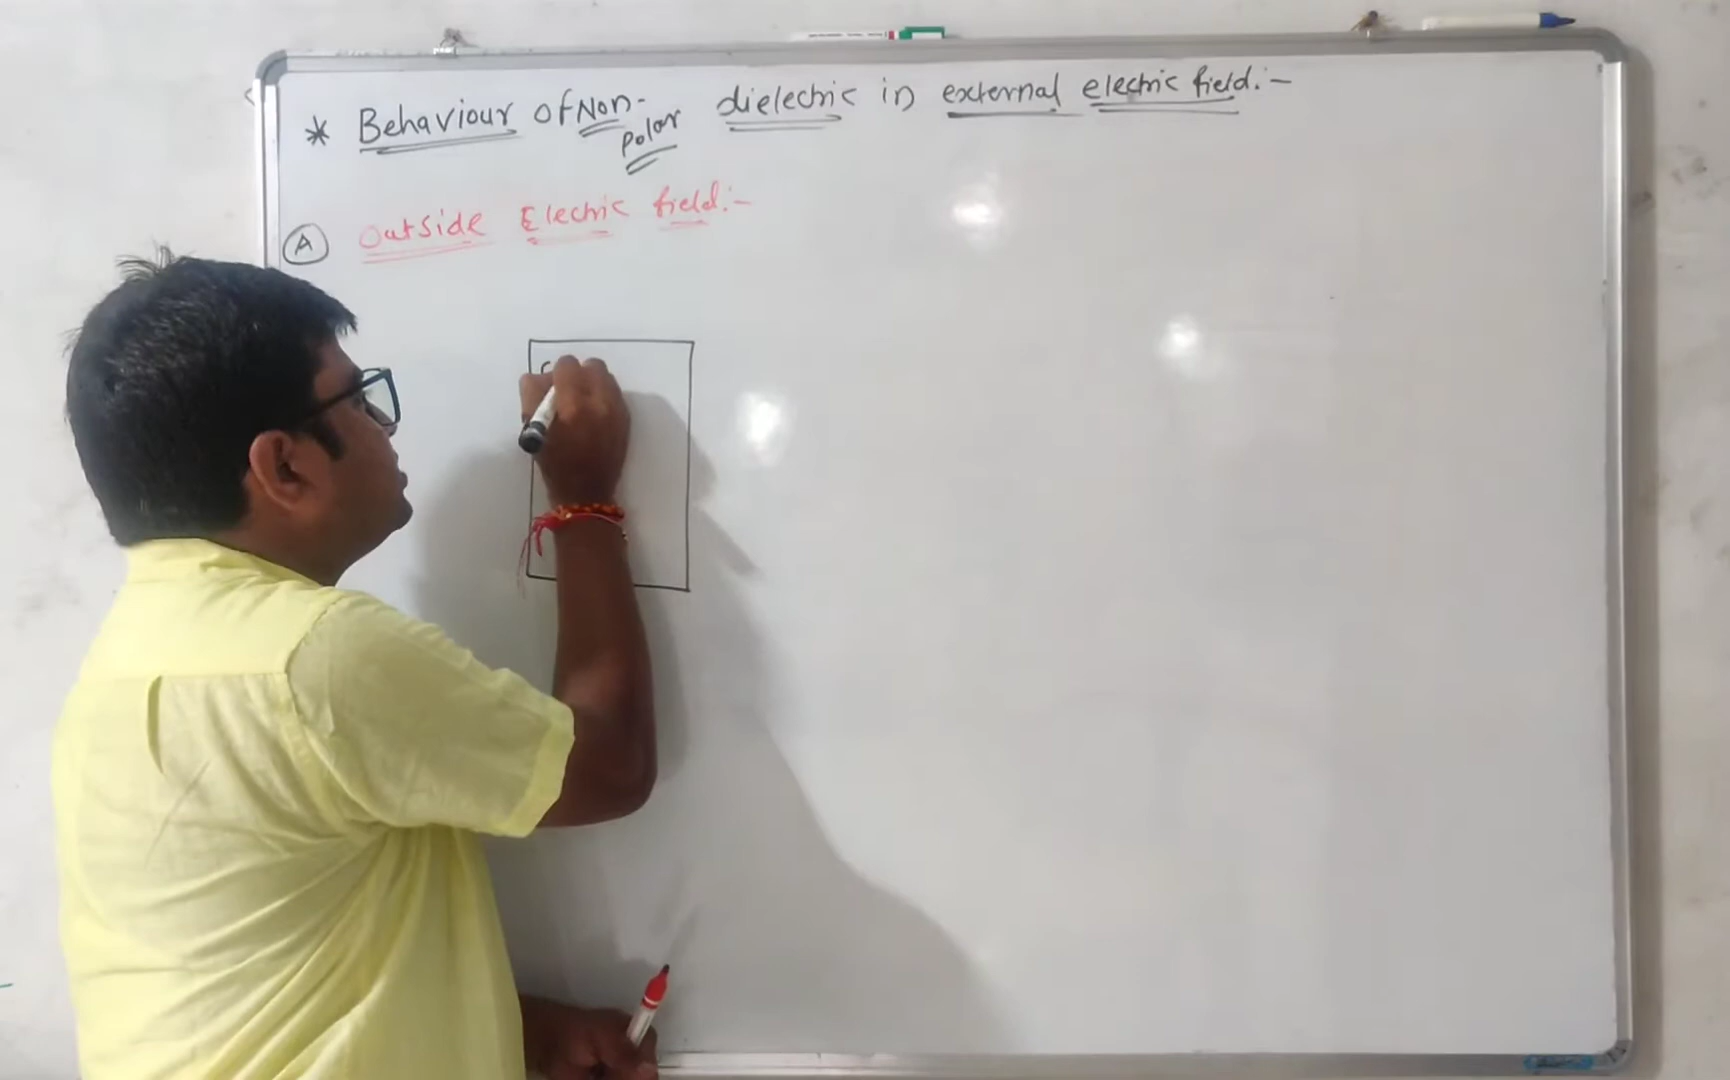 * Behaviour of Non-polar dielectric in external electric field:-
(A) Outside Electric field:-